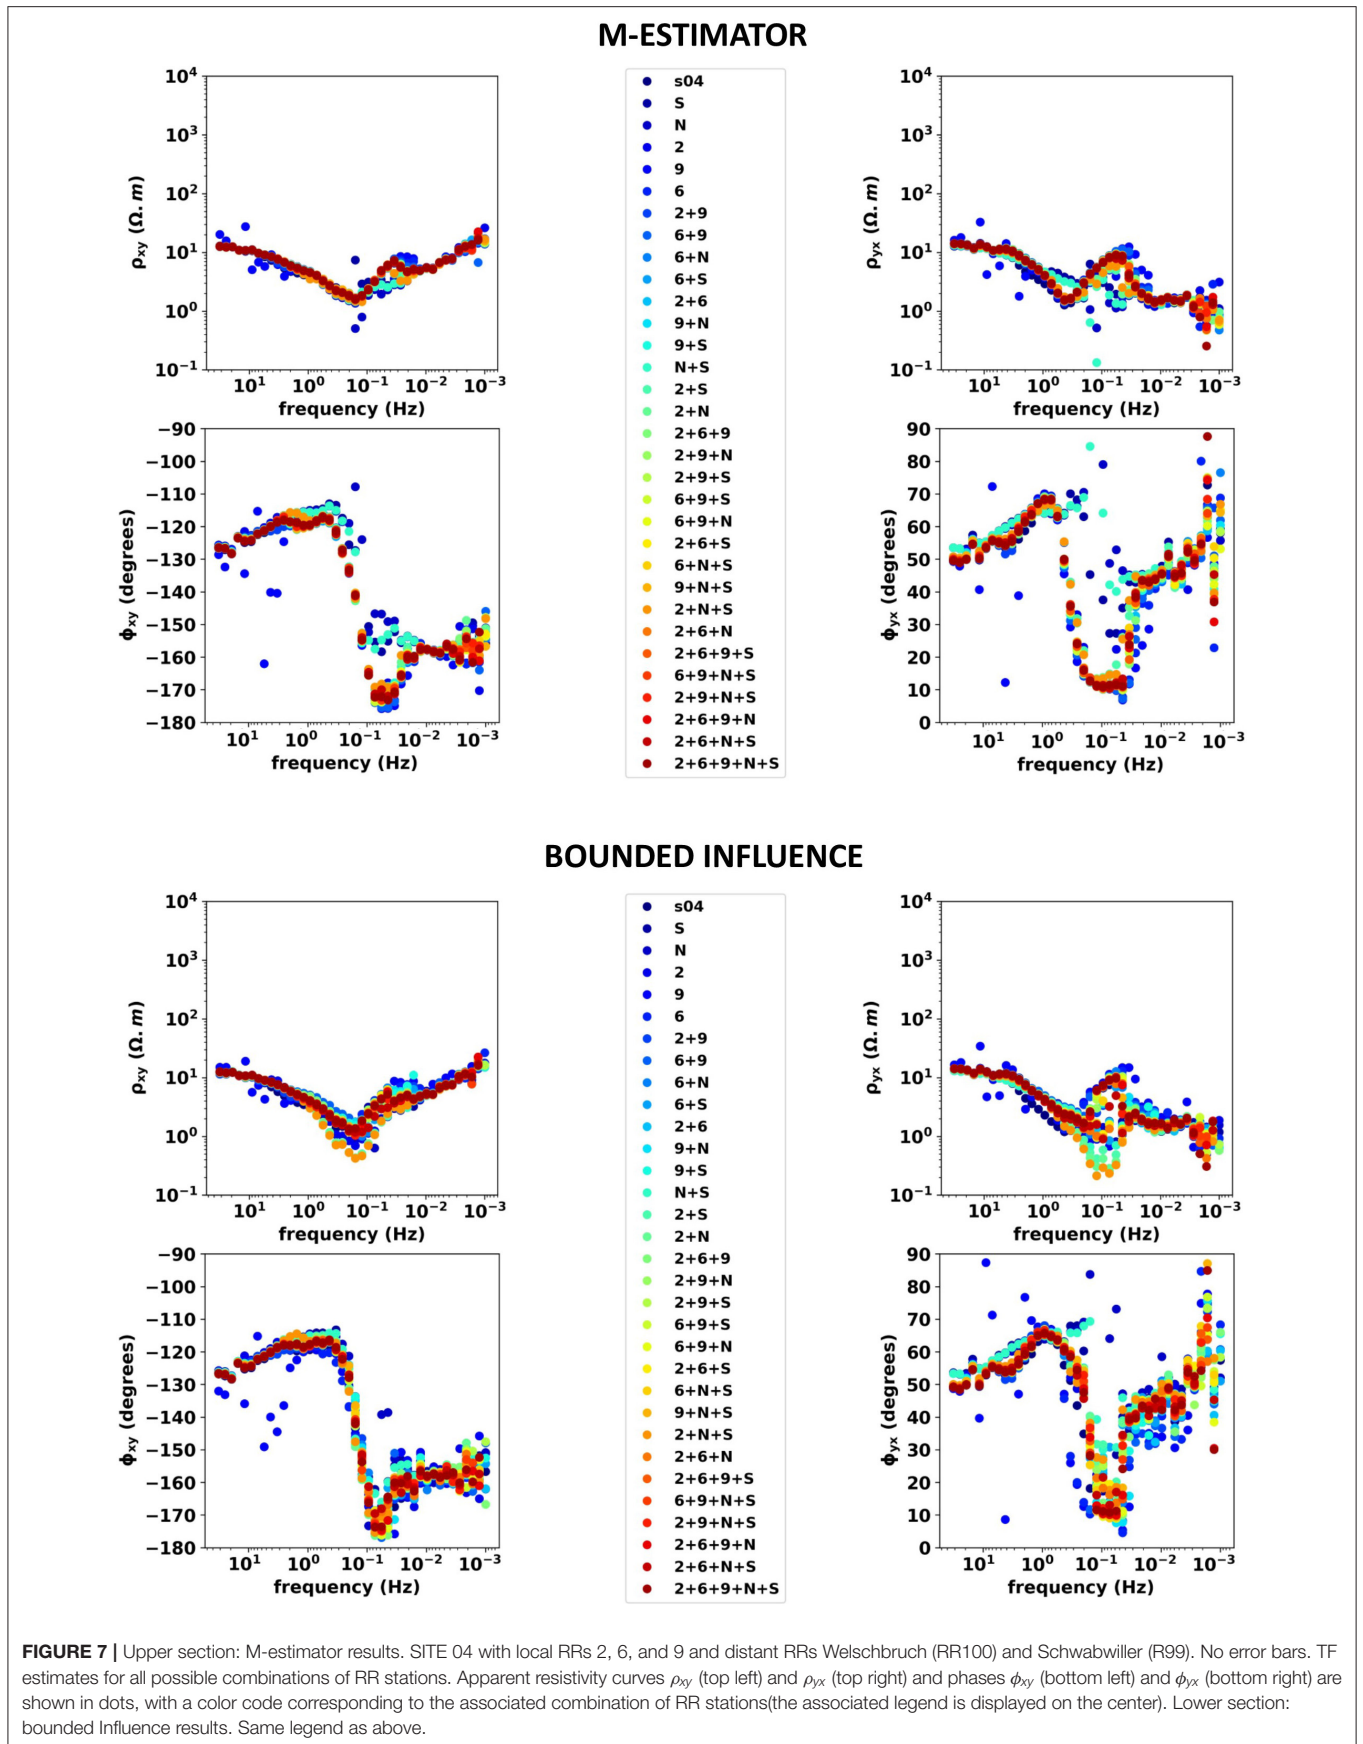 M-ESTIMATOR
10⁴
10³
10²
10¹
10⁰
10⁻¹
ρxy (Ω.m)
10¹ 10⁰ 10⁻¹ 10⁻² 10⁻³
frequency (Hz)
−90
−100
−110
−120
−130
−140
−150
−160
−170
−180
ϕxy (degrees)
10¹ 10⁰ 10⁻¹ 10⁻² 10⁻³
frequency (Hz)
s04
S
N
2
9
6
2+9
6+9
6+N
6+S
2+6
9+N
9+S
N+S
2+S
2+N
2+6+9
2+9+N
2+9+S
6+9+S
6+9+N
2+6+S
6+N+S
9+N+S
2+N+S
2+6+N
2+6+9+S
6+9+N+S
2+9+N+S
2+6+9+N
2+6+N+S
2+6+9+N+S
10⁴
10³
10²
10¹
10⁰
10⁻¹
ρyx (Ω.m)
10¹ 10⁰ 10⁻¹ 10⁻² 10⁻³
frequency (Hz)
90
80
70
60
50
40
30
20
10
0
ϕyx (degrees)
10¹ 10⁰ 10⁻¹ 10⁻² 10⁻³
frequency (Hz)
BOUNDED INFLUENCE
10⁴
10³
10²
10¹
10⁰
10⁻¹
ρxy (Ω.m)
10¹ 10⁰ 10⁻¹ 10⁻² 10⁻³
frequency (Hz)
−90
−100
−110
−120
−130
−140
−150
−160
−170
−180
ϕxy (degrees)
10¹ 10⁰ 10⁻¹ 10⁻² 10⁻³
frequency (Hz)
s04
S
N
2
9
6
2+9
6+9
6+N
6+S
2+6
9+N
9+S
N+S
2+S
2+N
2+6+9
2+9+N
2+9+S
6+9+S
6+9+N
2+6+S
6+N+S
9+N+S
2+N+S
2+6+N
2+6+9+S
6+9+N+S
2+9+N+S
2+6+9+N
2+6+N+S
2+6+9+N+S
10⁴
10³
10²
10¹
10⁰
10⁻¹
ρyx (Ω.m)
10¹ 10⁰ 10⁻¹ 10⁻² 10⁻³
frequency (Hz)
90
80
70
60
50
40
30
20
10
0
ϕyx (degrees)
10¹ 10⁰ 10⁻¹ 10⁻² 10⁻³
frequency (Hz)
FIGURE 7 | Upper section: M-estimator results. SITE 04 with local RRs 2, 6, and 9 and distant RRs Welschbruch (RR100) and Schwabwiller (R99). No error bars. TF
estimates for all possible combinations of RR stations. Apparent resistivity curves ρxy (top left) and ρyx (top right) and phases ϕxy (bottom left) and ϕyx (bottom right) are
shown in dots, with a color code corresponding to the associated combination of RR stations(the associated legend is displayed on the center). Lower section:
bounded Influence results. Same legend as above.